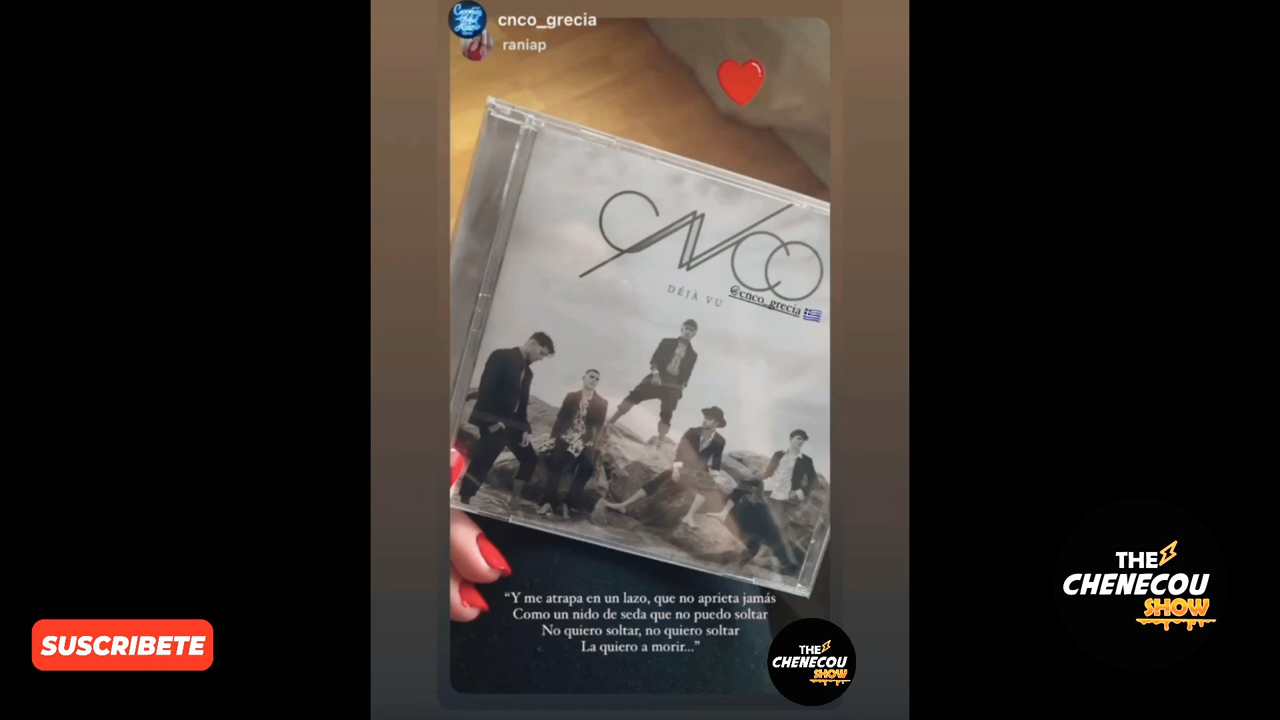 cnco_grecia
raniap
CNCO
DÉJÀ VU
@cnco_grecia
“Y me atrapa en un lazo, que no aprieta jamás
Como un nido de seda que no puedo soltar
No quiero soltar, no quiero soltar
La quiero a morir...”
THE
CHENECOU
SHOW
SUSCRIBETE
THE
CHENECOU
SHOW